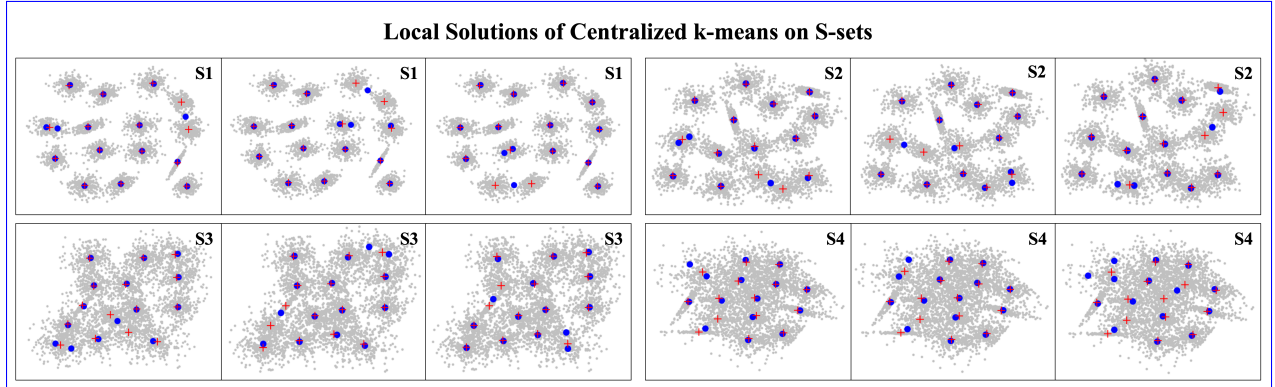 Local Solutions of Centralized k-means on S-sets
S1 S1 S1 S2 S2 S2
S3 S3 S3 S4 S4 S4